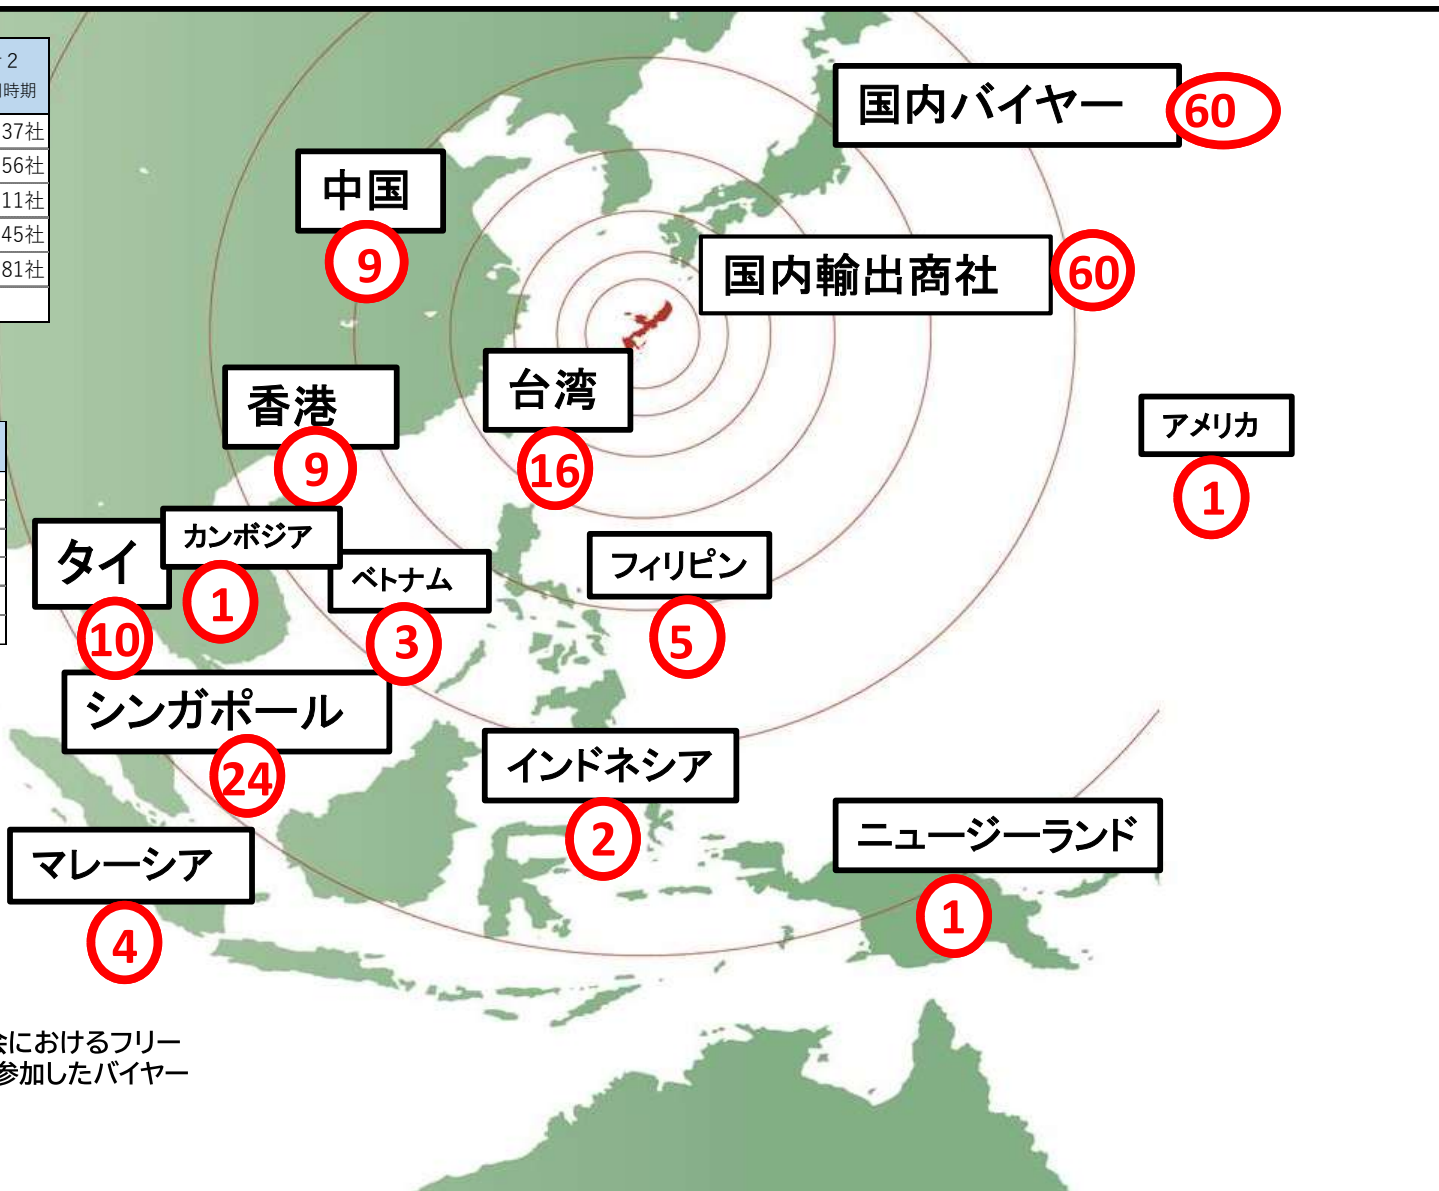 2
時期
37社
56社
11社
45社
81社
国内バイヤー
60
中国
9
国内輸出商社
60
香港
9
台湾
16
アメリカ
1
タイ
10
カンボジア
1
ベトナム
3
フィリピン
5
シンガポール
24
インドネシア
2
ニュージーランド
1
マレーシア
4
会におけるフリー
参加したバイヤー